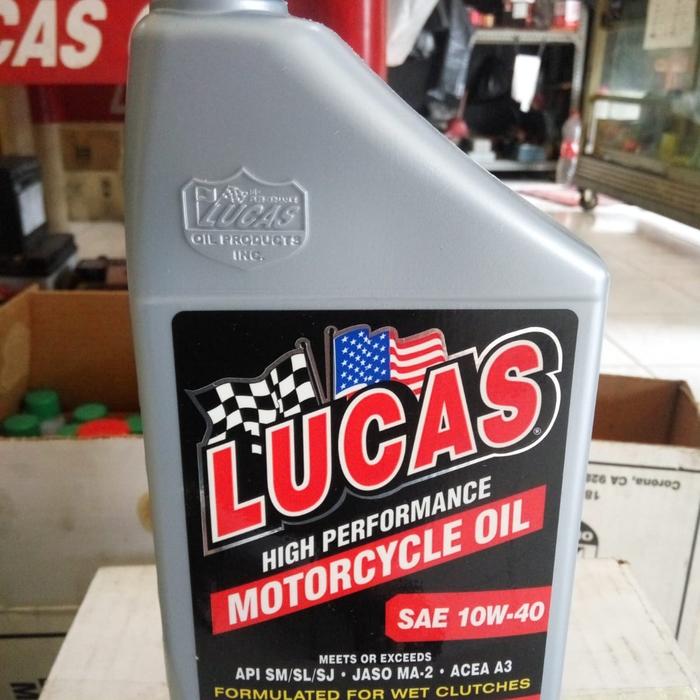 CAS
LUCAS
OIL PRODUCTS
INC.
LUCAS
HIGH PERFORMANCE
MOTORCYCLE OIL
SAE 10W-40
MEETS OR EXCEEDS
API SM/SL/SJ · JASO MA-2 · ACEA A3
FORMULATED FOR WET CLUTCHES
Corona, CA